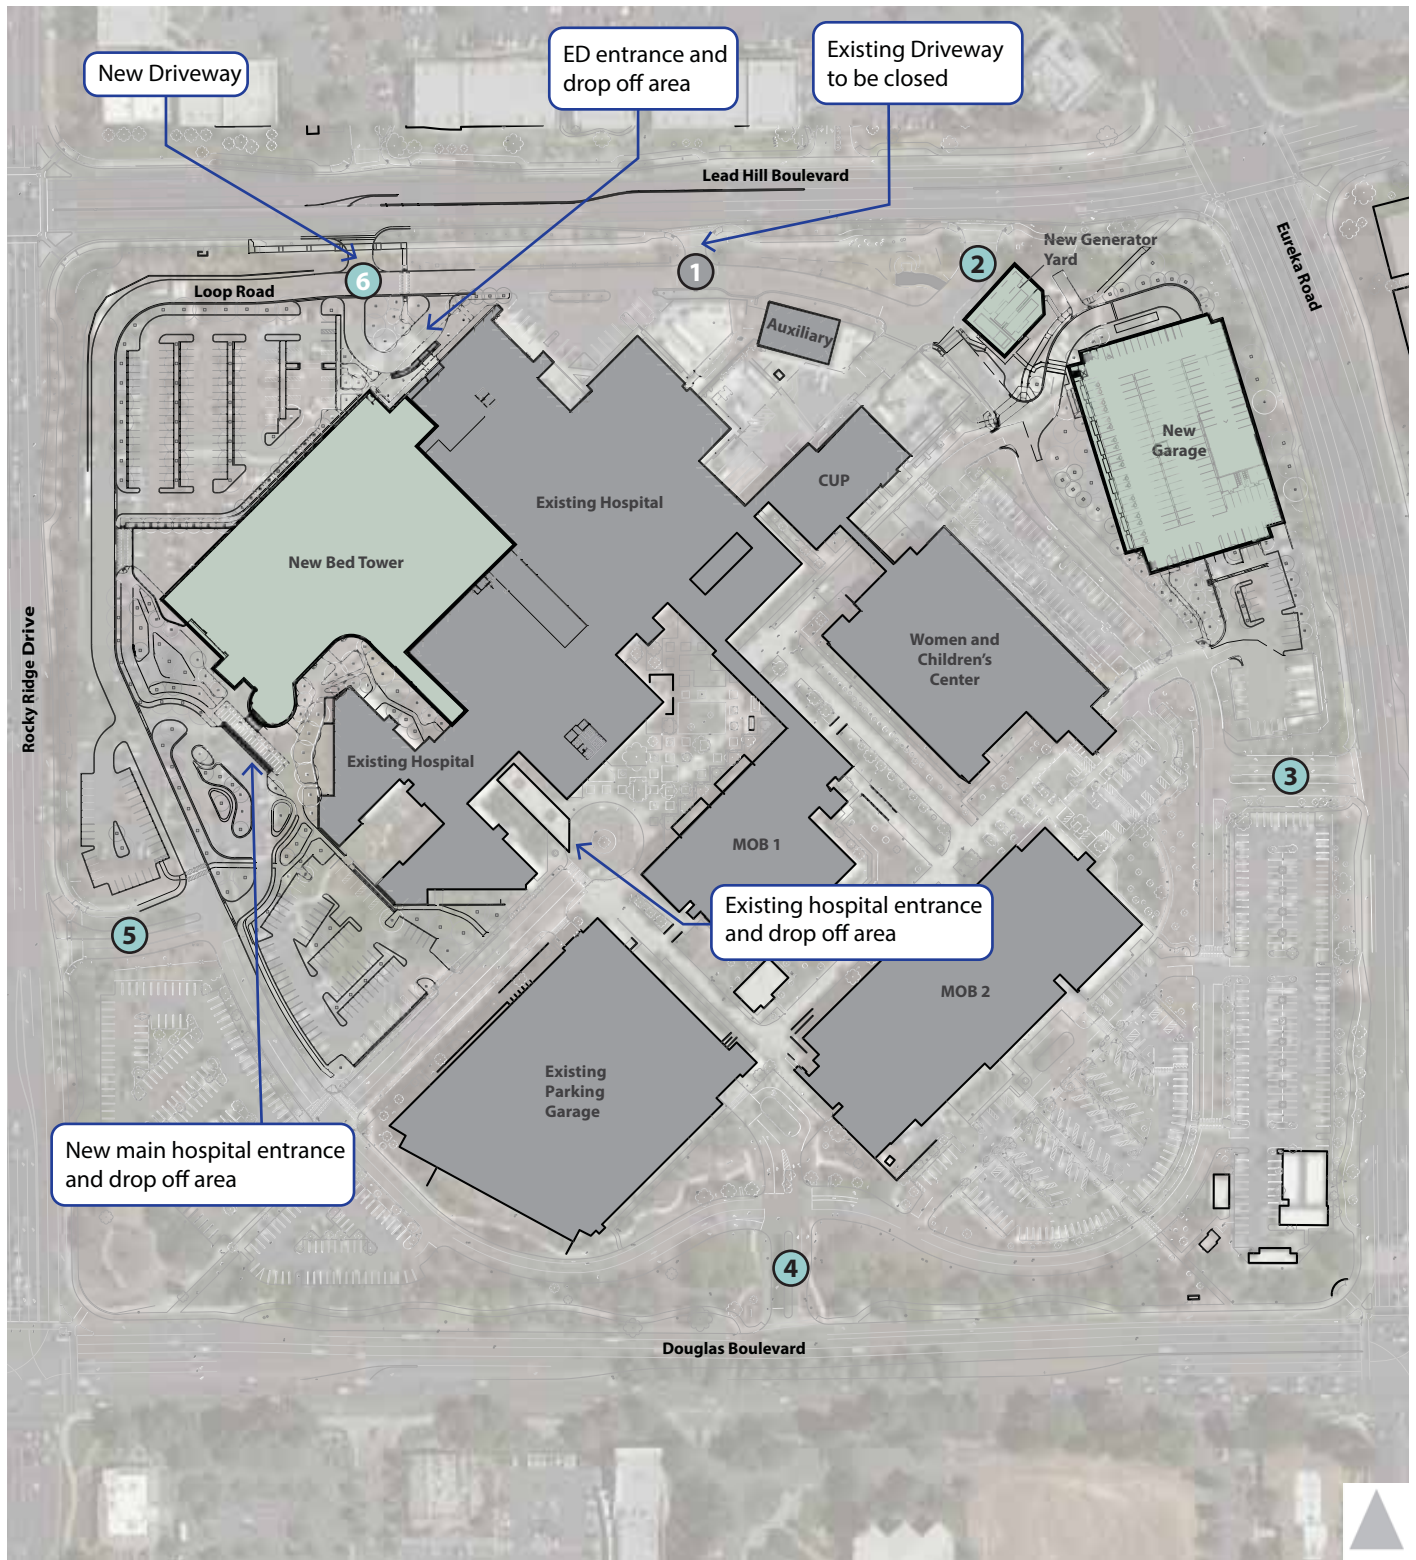 New Driveway
ED entrance and
drop off area
Existing Driveway
to be closed
Lead Hill Boulevard
Eureka Road
New Generator
Yard
2
1
6
Loop Road
Auxiliary
New
Garage
CUP
Existing Hospital
New Bed Tower
Rocky Ridge Drive
Women and
Children's
Center
Existing Hospital
3
MOB 1
Existing hospital entrance
and drop off area
5
MOB 2
Existing
Parking
Garage
New main hospital entrance
and drop off area
4
Douglas Boulevard